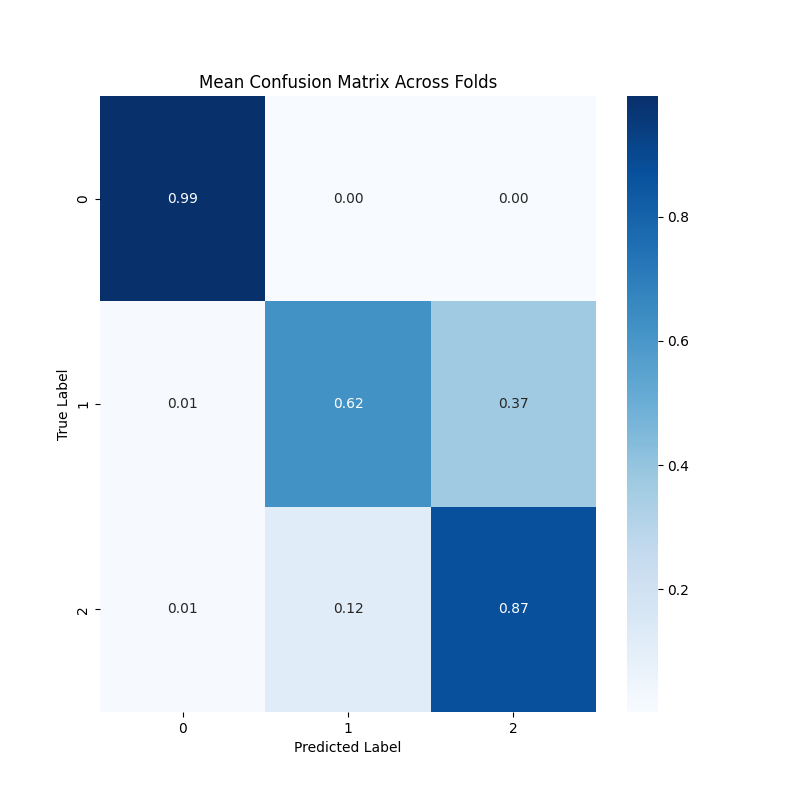 Mean Confusion Matrix Across Folds
0 0.99 0.00 0.00
1 0.01 0.62 0.37
2 0.01 0.12 0.87
0 1 2
Predicted Label
True Label
0.8
0.6
0.4
0.2